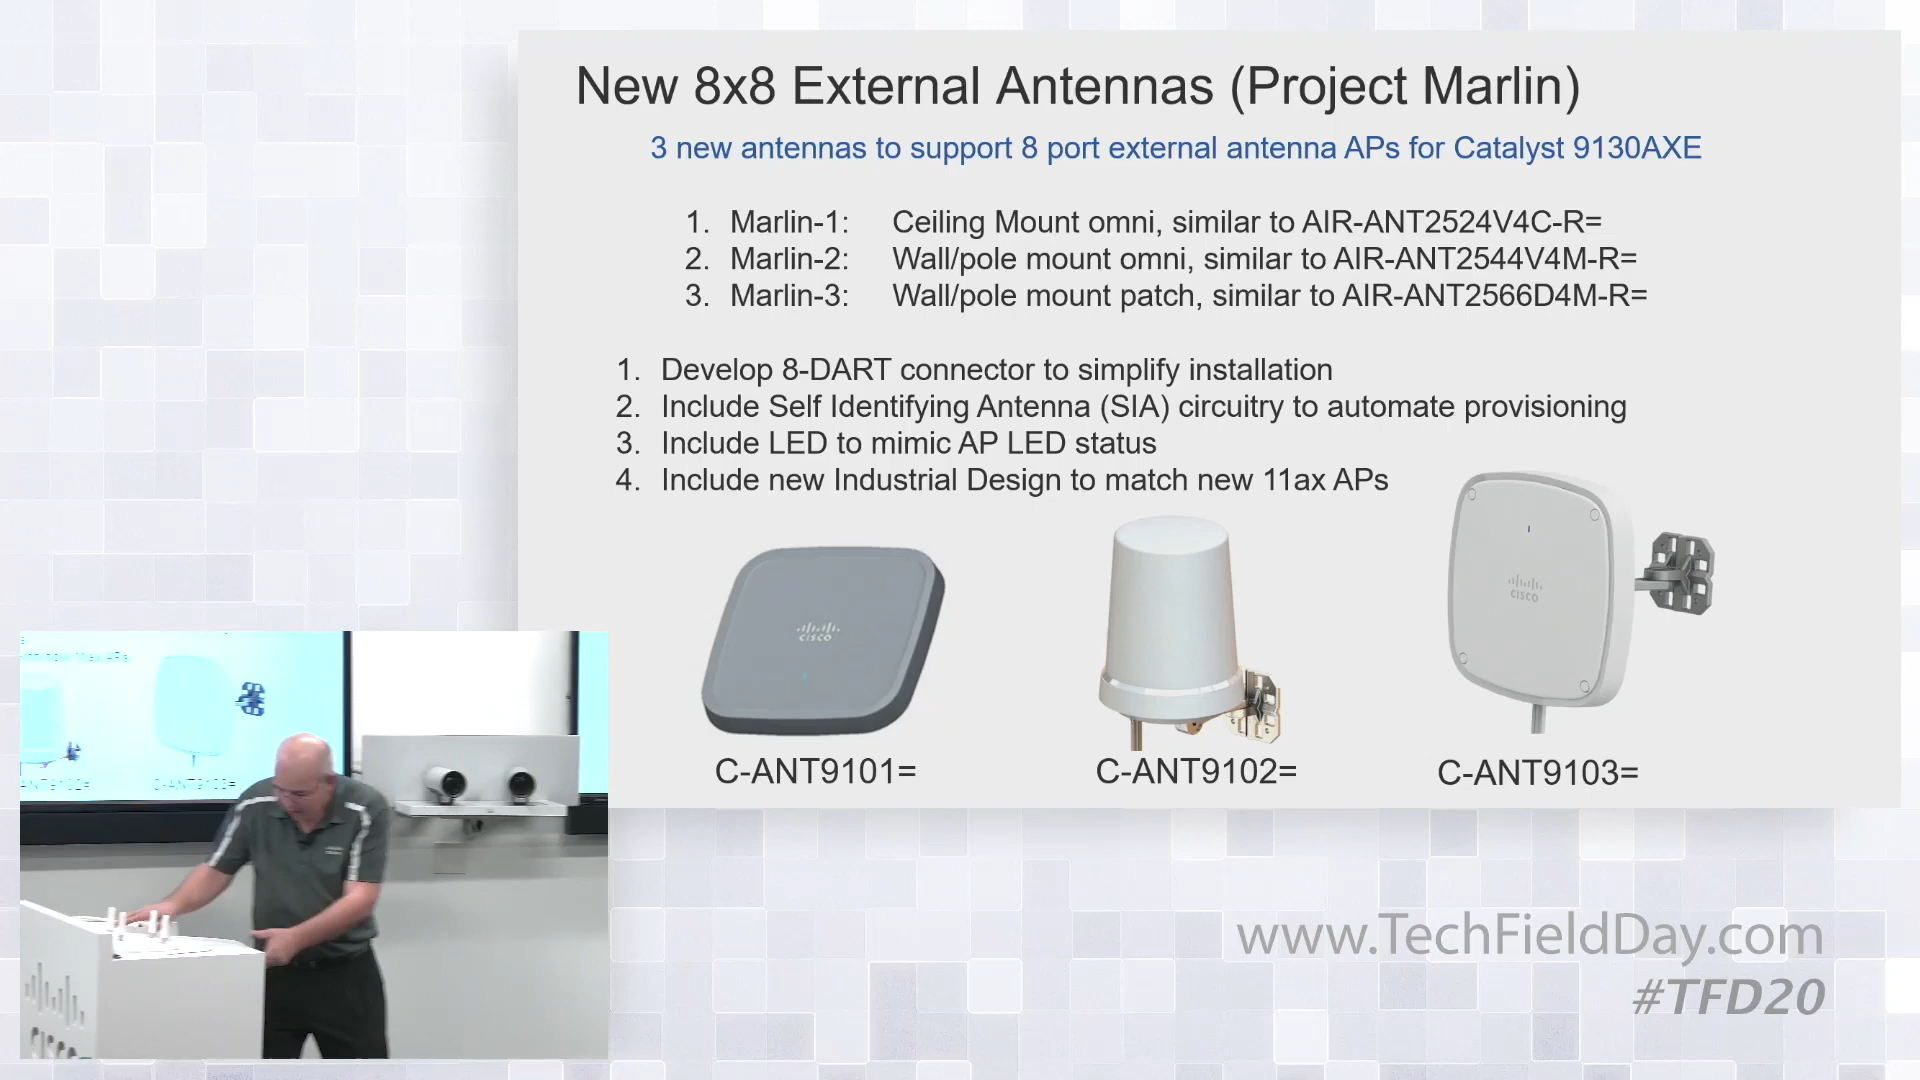 New 8x8 External Antennas (Project Marlin)
3 new antennas to support 8 port external antenna APs for Catalyst 9130AXE
1. Marlin-1: Ceiling Mount omni, similar to AIR-ANT2524V4C-R=
2. Marlin-2: Wall/pole mount omni, similar to AIR-ANT2544V4M-R=
3. Marlin-3: Wall/pole mount patch, similar to AIR-ANT2566D4M-R=
1. Develop 8-DART connector to simplify installation
2. Include Self Identifying Antenna (SIA) circuitry to automate provisioning
3. Include LED to mimic AP LED status
4. Include new Industrial Design to match new 11ax APs
CISCO
CISCO
C-ANT9101=
C-ANT9102=
C-ANT9103=
CISCO
www.TechFieldDay.com
#TFD20